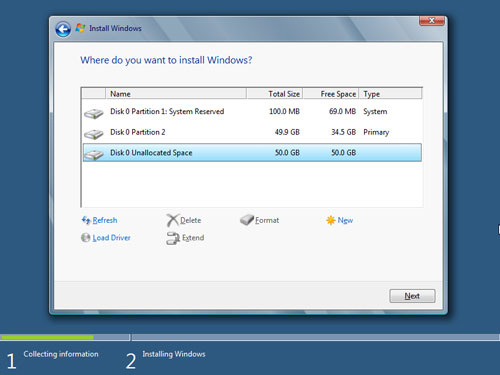 Install Windows
Where do you want to install Windows?
Name Total Size Free Space Type
Disk 0 Partition 1: System Reserved 100.0 MB 69.0 MB System
Disk 0 Partition 2 49.9 GB 34.5 GB Primary
Disk 0 Unallocated Space 50.0 GB 50.0 GB
Refresh Delete Format New
Load Driver Extend
Next
1 Collecting information 2 Installing Windows